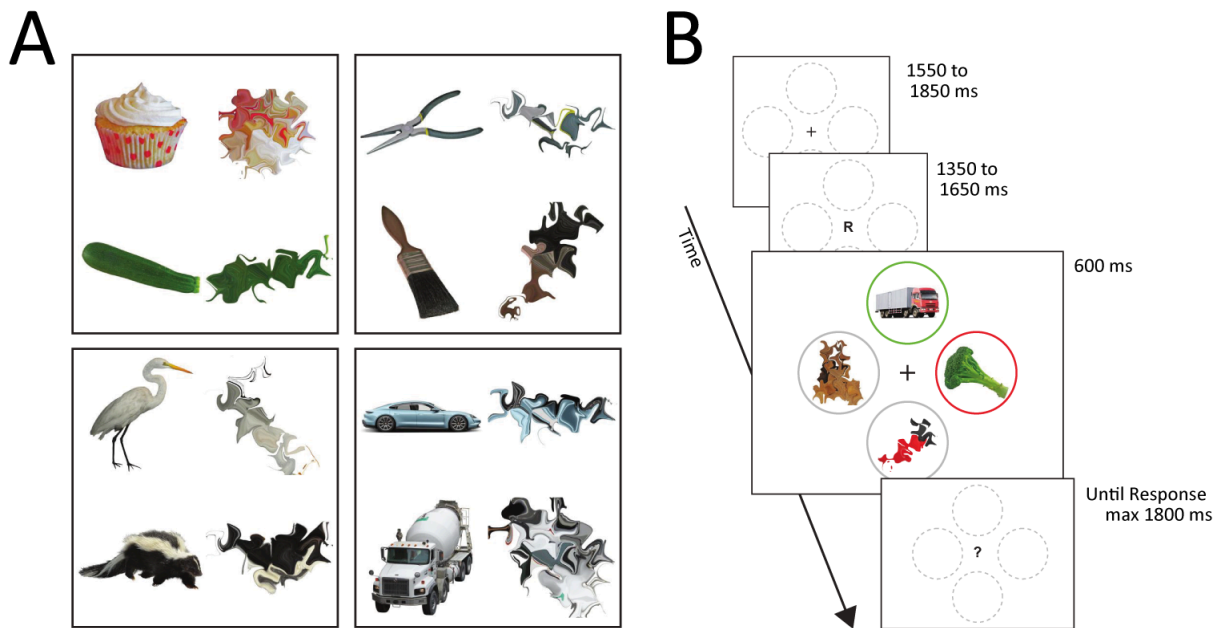 A
B
1550 to
1850 ms
+
1350 to
1650 ms
R
Time
600 ms
+
Until Response
max 1800 ms
?